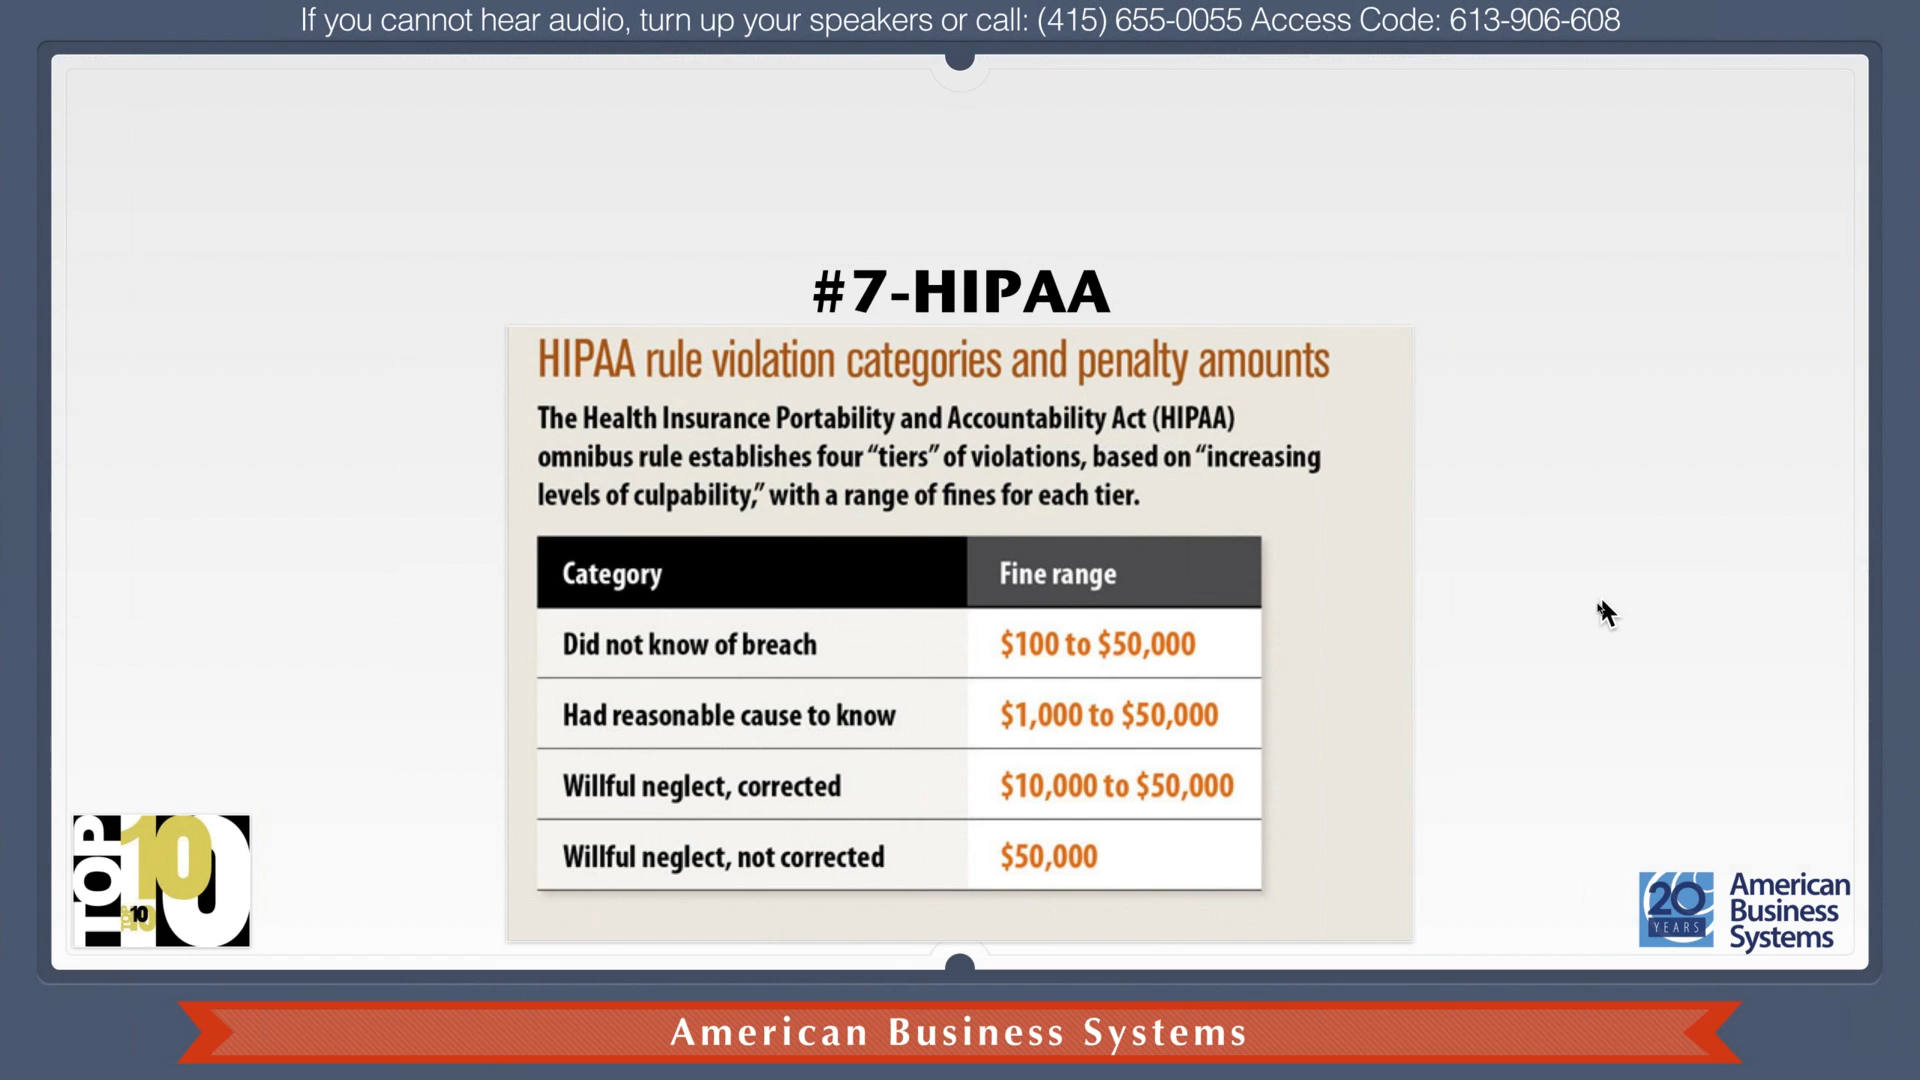 If you cannot hear audio, turn up your speakers or call: (415) 655-0055 Access Code: 613-906-608
#7-HIPAA
HIPAA rule violation categories and penalty amounts
The Health Insurance Portability and Accountability Act (HIPAA)
omnibus rule establishes four “tiers” of violations, based on “increasing
levels of culpability,” with a range of fines for each tier.
Category Fine range
Did not know of breach $100 to $50,000
Had reasonable cause to know $1,000 to $50,000
Willful neglect, corrected $10,000 to $50,000
Willful neglect, not corrected $50,000
TOP
10
10
10
20
YEARS
American
Business
Systems
American Business Systems